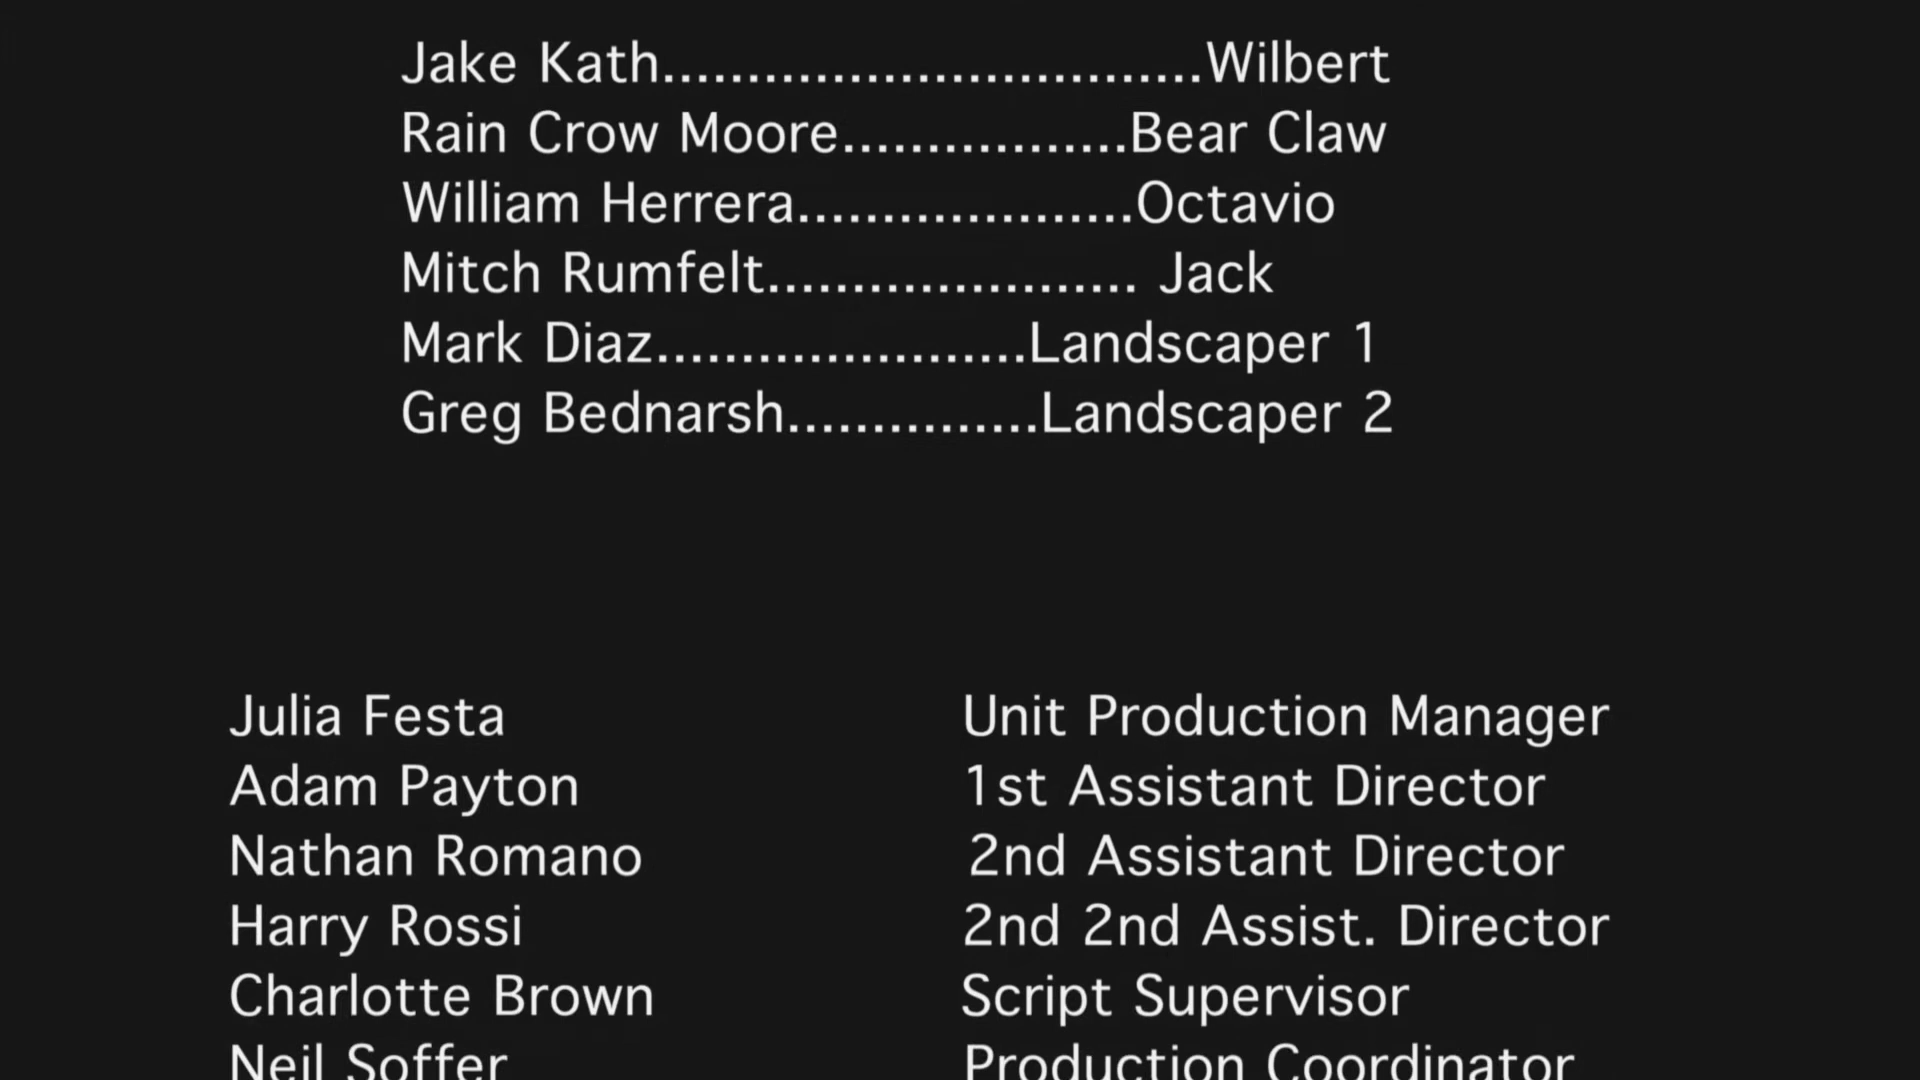 Jake Kath................................Wilbert
Rain Crow Moore.................Bear Claw
William Herrera....................Octavio
Mitch Rumfelt...................... Jack
Mark Diaz......................Landscaper 1
Greg Bednarsh...............Landscaper 2
Julia Festa Unit Production Manager
Adam Payton 1st Assistant Director
Nathan Romano 2nd Assistant Director
Harry Rossi 2nd 2nd Assist. Director
Charlotte Brown Script Supervisor
Neil Soffer Production Coordinator